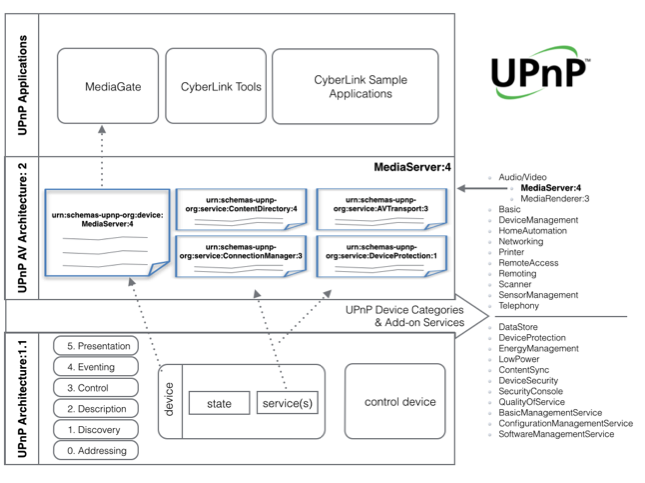 UPnP Applications
MediaGate
CyberLink Tools
CyberLink Sample
Applications
UPnP™
UPnP AV Architecture: 2
MediaServer:4
urn:schemas-upnp-org:device:
MediaServer:4
urn:schemas-upnp-
org:service:ContentDirectory:4
urn:schemas-upnp-
org:service:AVTransport:3
urn:schemas-upnp-
org:service:ConnectionManager:3
urn:schemas-upnp-
org:service:DeviceProtection:1
UPnP Device Categories
& Add-on Services
UPnP Architecture:1.1
5. Presentation
4. Eventing
3. Control
2. Description
1. Discovery
0. Addressing
device
state
service(s)
control device
Audio/Video
MediaServer:4
MediaRenderer:3
Basic
DeviceManagement
HomeAutomation
Networking
Printer
RemoteAccess
Remoting
Scanner
SensorManagement
Telephony
DataStore
DeviceProtection
EnergyManagement
LowPower
ContentSync
DeviceSecurity
SecurityConsole
QualityOfService
BasicManagementService
ConfigurationManagementService
SoftwareManagementService